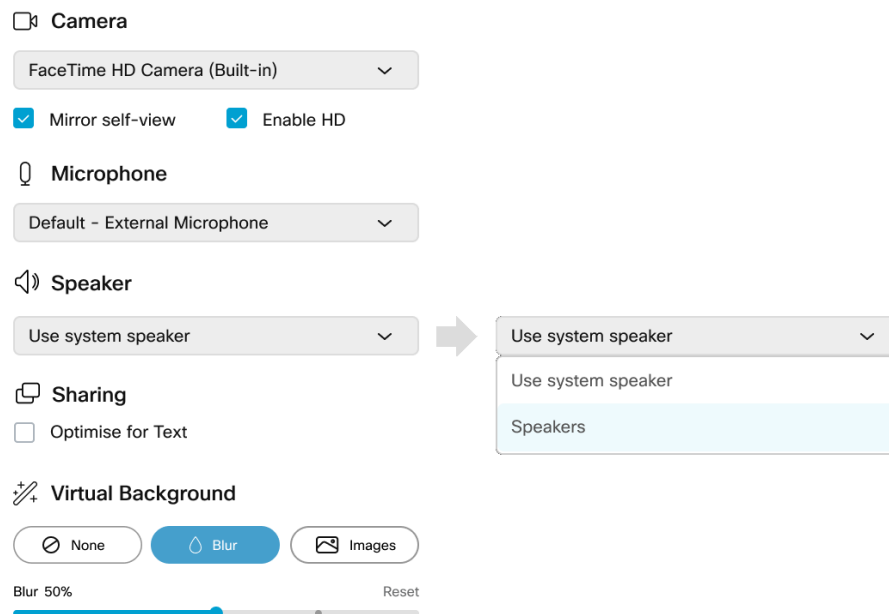 Camera
FaceTime HD Camera (Built-in)
Mirror self-view Enable HD
Microphone
Default - External Microphone
Speaker
Use system speaker
Use system speaker
Use system speaker
Speakers
Sharing
Optimise for Text
Virtual Background
None Blur Images
Blur 50% Reset